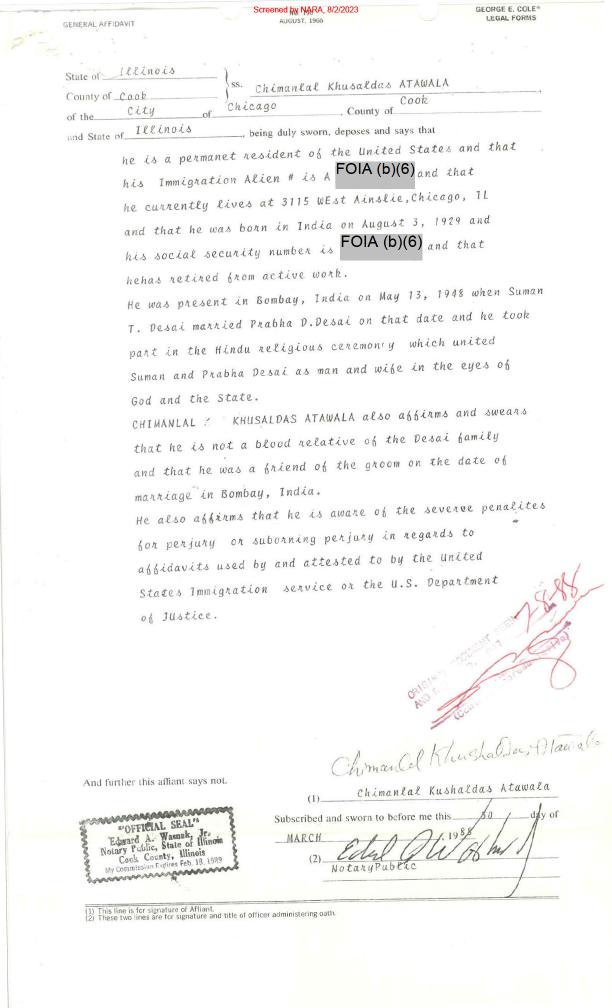 Screened by NARA, 8/2/2023
GENERAL AFFIDAVIT
AUGUST, 1966
GEORGE E. COLE®
LEGAL FORMS
State of Illinois
County of Cook
ss. Chimanlal Khusaldas ATAWALA
of the City of Chicago, County of Cook
and State of Illinois, being duly sworn, deposes and says that
he is a permanet resident of the United States and that
his Immigration Alien # is A FOIA (b)(6) and that
he currently lives at 3115 WEst Ainslie,Chicago, IL
and that he was born in India on August 3, 1929 and
his social security number is FOIA (b)(6) and that
hehas retired from active work.
He was present in Bombay, India on May 13, 1948 when Suman
T. Desai married Prabha D.Desai on that date and he took
part in the Hindu religious ceremony which united
Suman and Prabha Desai as man and wife in the eyes of
God and the State.
CHIMANLAL KHUSALDAS ATAWALA also affirms and swears
that he is not a blood relative of the Desai family
and that he was a friend of the groom on the date of
marriage in Bombay, India.
He also affirms that he is aware of the severe penalites
for perjury or suborning perjury in regards to
affidavits used by and attested to by the United
States Immigration service or the U.S. Department
of Justice.
7-8-88
Chimanlal Khushaldas Atawala
And further this affiant says not.
(1) Chimanlal Kushaldas Atawala
Subscribed and sworn to before me this 30 day of
MARCH 1988
(2)
NotaryPublic
"OFFICIAL SEAL"
Edward A. Wasnak, Jr.
Notary Public, State of Illinois
Cook County, Illinois
My Commission Expires Feb. 18, 1989
(1) This line for signature of Affiant.
(2) These two lines are for signature and title of officer administering oath.